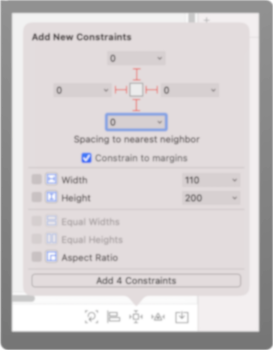 Add New Constraints
0
0 0
0
Spacing to nearest neighbor
Constrain to margins
Width 110
Height 200
Equal Widths
Equal Heights
Aspect Ratio
Add 4 Constraints